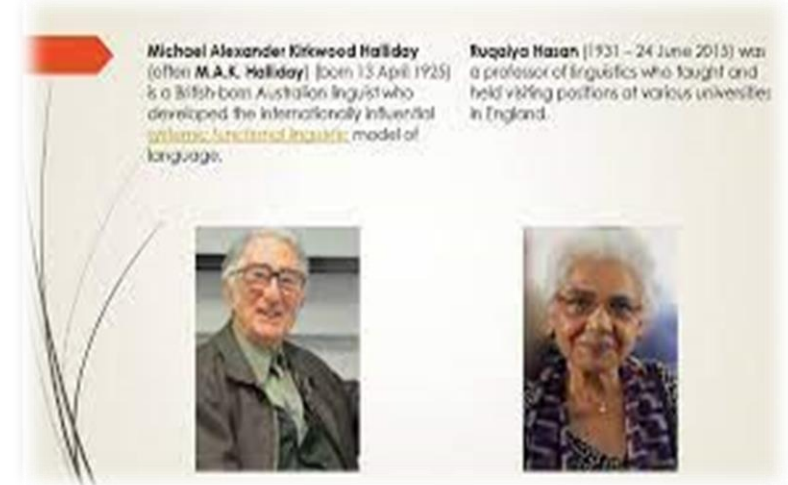 Michael Alexander Kirkwood Halliday
(often M.A.K. Halliday) (born 13 April 1925)
is a British-born Australian linguist who
developed the internationally influential
systemic functional linguistic model of
language.
Ruqaiya Hasan (1931 – 24 June 2015) was
a professor of linguistics who taught and
held visiting positions at various universities
in England.